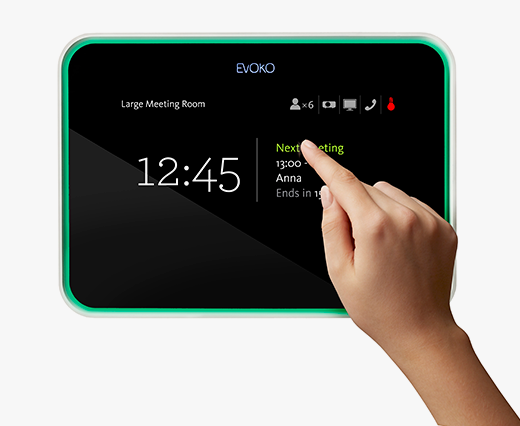 EVOKO
Large Meeting Room
×6
12:45
Next
13:00 -
Anna
Ends in